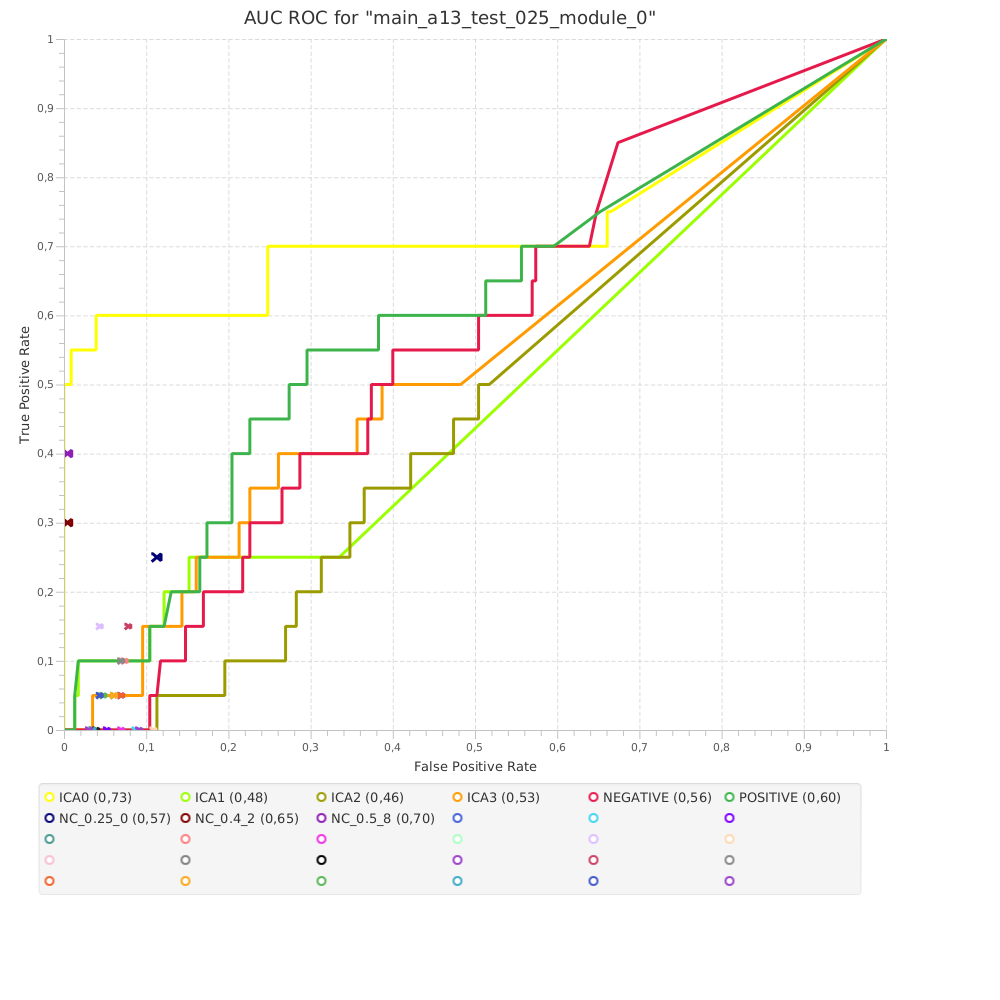 AUC ROC for "main_a13_test_025_module_0"
1
0,9
0,8
0,7
0,6
0,5
0,4
0,3
0,2
0,1
0
True Positive Rate
0 0,1 0,2 0,3 0,4 0,5 0,6 0,7 0,8 0,9 1
False Positive Rate
ICA0 (0,73) ICA1 (0,48) ICA2 (0,46) ICA3 (0,53) NEGATIVE (0,56) POSITIVE (0,60)
NC_0.25_0 (0,57) NC_0.4_2 (0,65) NC_0.5_8 (0,70)